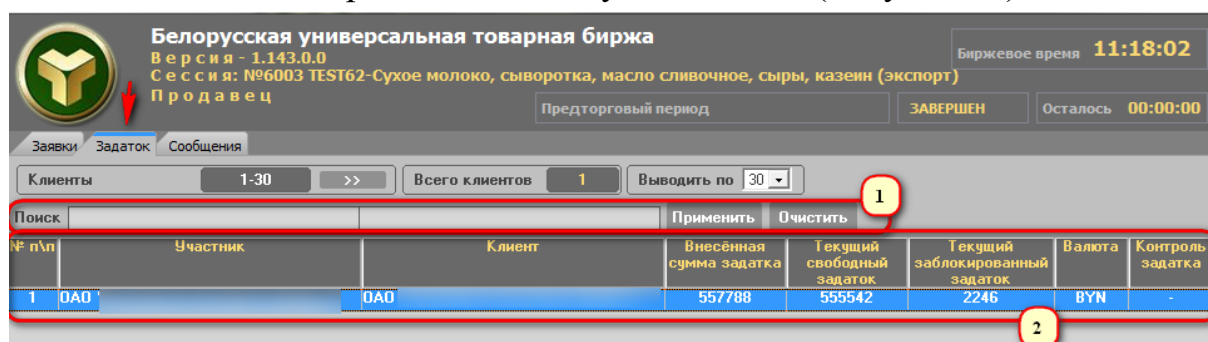 Белорусская универсальная товарная биржа
Версия - 1.143.0.0
Биржевое время 11:18:02
Сессия: №6003 TEST62-Сухое молоко, сыворотка, масло сливочное, сыры, казеин (экспорт)
Продавец
Предторговый период ЗАВЕРШЕН Осталось 00:00:00
Заявки Задаток Сообщения
Клиенты 1-30 >> Всего клиентов 1 Выводить по 30
1
Поиск Применить Очистить
№ п\п Участник Клиент Внесённая сумма задатка Текущий свободный задаток Текущий заблокированный задаток Валюта Контроль задатка
1 ОАО ОАО 557788 555542 2246 BYN -
2